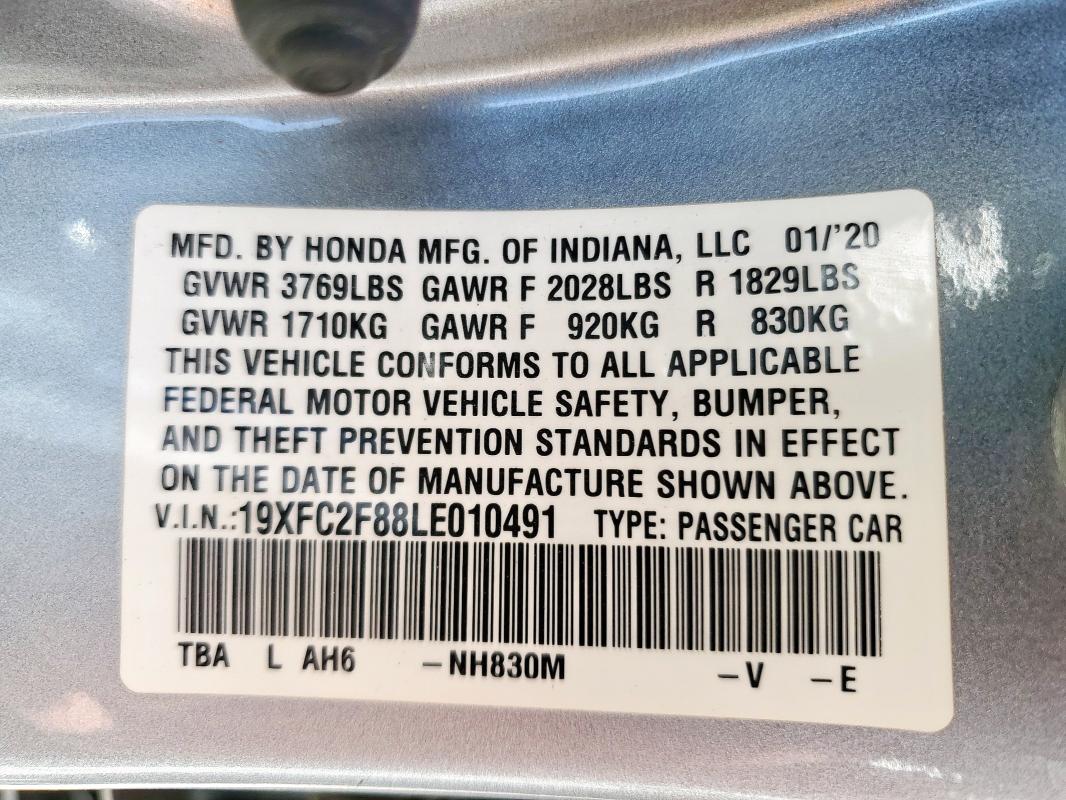 MFD. BY HONDA MFG. OF INDIANA, LLC 01/'20
GVWR 3769LBS GAWR F 2028LBS R 1829LBS
GVWR 1710KG GAWR F 920KG R 830KG
THIS VEHICLE CONFORMS TO ALL APPLICABLE
FEDERAL MOTOR VEHICLE SAFETY, BUMPER,
AND THEFT PREVENTION STANDARDS IN EFFECT
ON THE DATE OF MANUFACTURE SHOWN ABOVE.
V.I.N.:19XFC2F88LE010491 TYPE: PASSENGER CAR
TBA L AH6 -NH830M -V -E